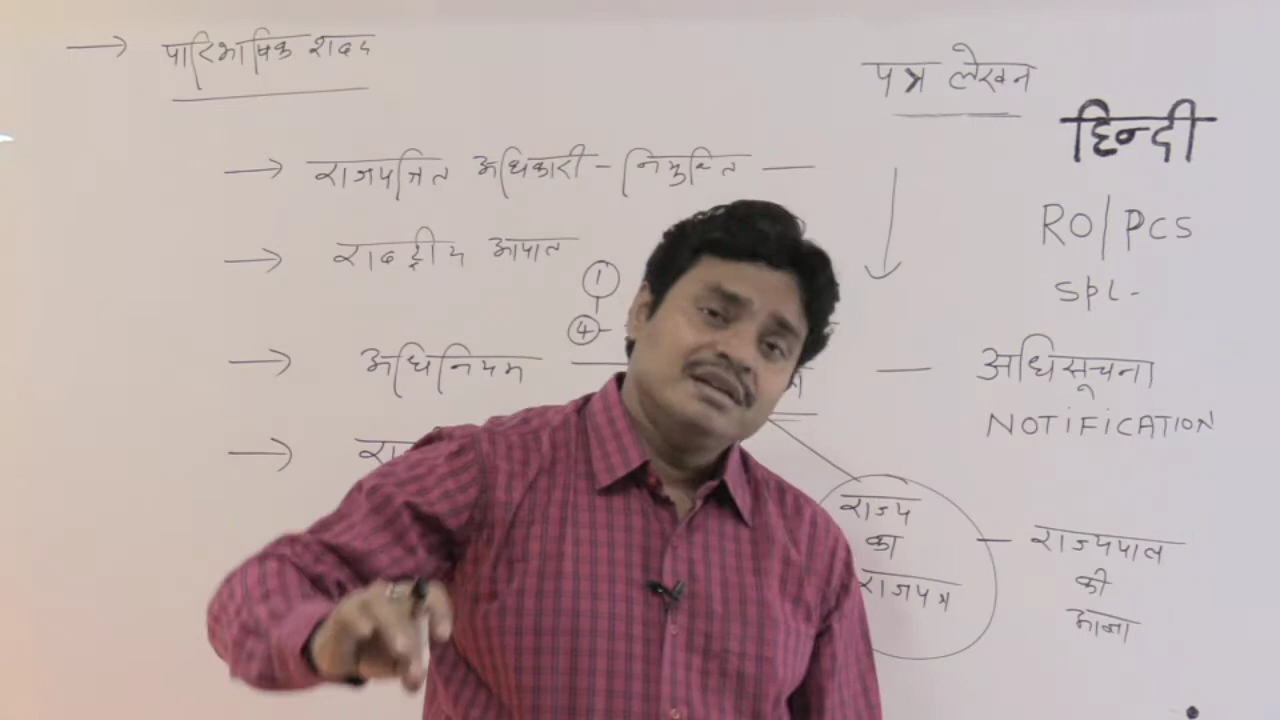 → पारिभाषिक शब्द
पत्र लेखन
हिन्दी
RO/PCS
SPL-
→ राजपत्रित अधिकारी - नियुक्ति —
→ राष्ट्रीय आपात
1
4
→ अधिनियम —
— अधिसूचना
NOTIFICATION
राज्य
का
राजपत्र
— राज्यपाल
की
आज्ञा